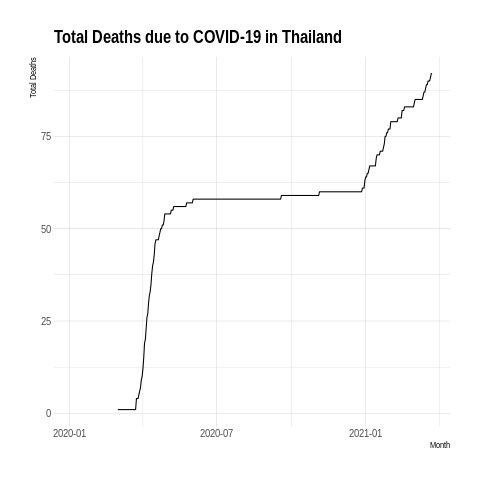 Total Deaths due to COVID-19 in Thailand
Total Deaths
75
50
25
0
2020-01
2020-07
2021-01
Month